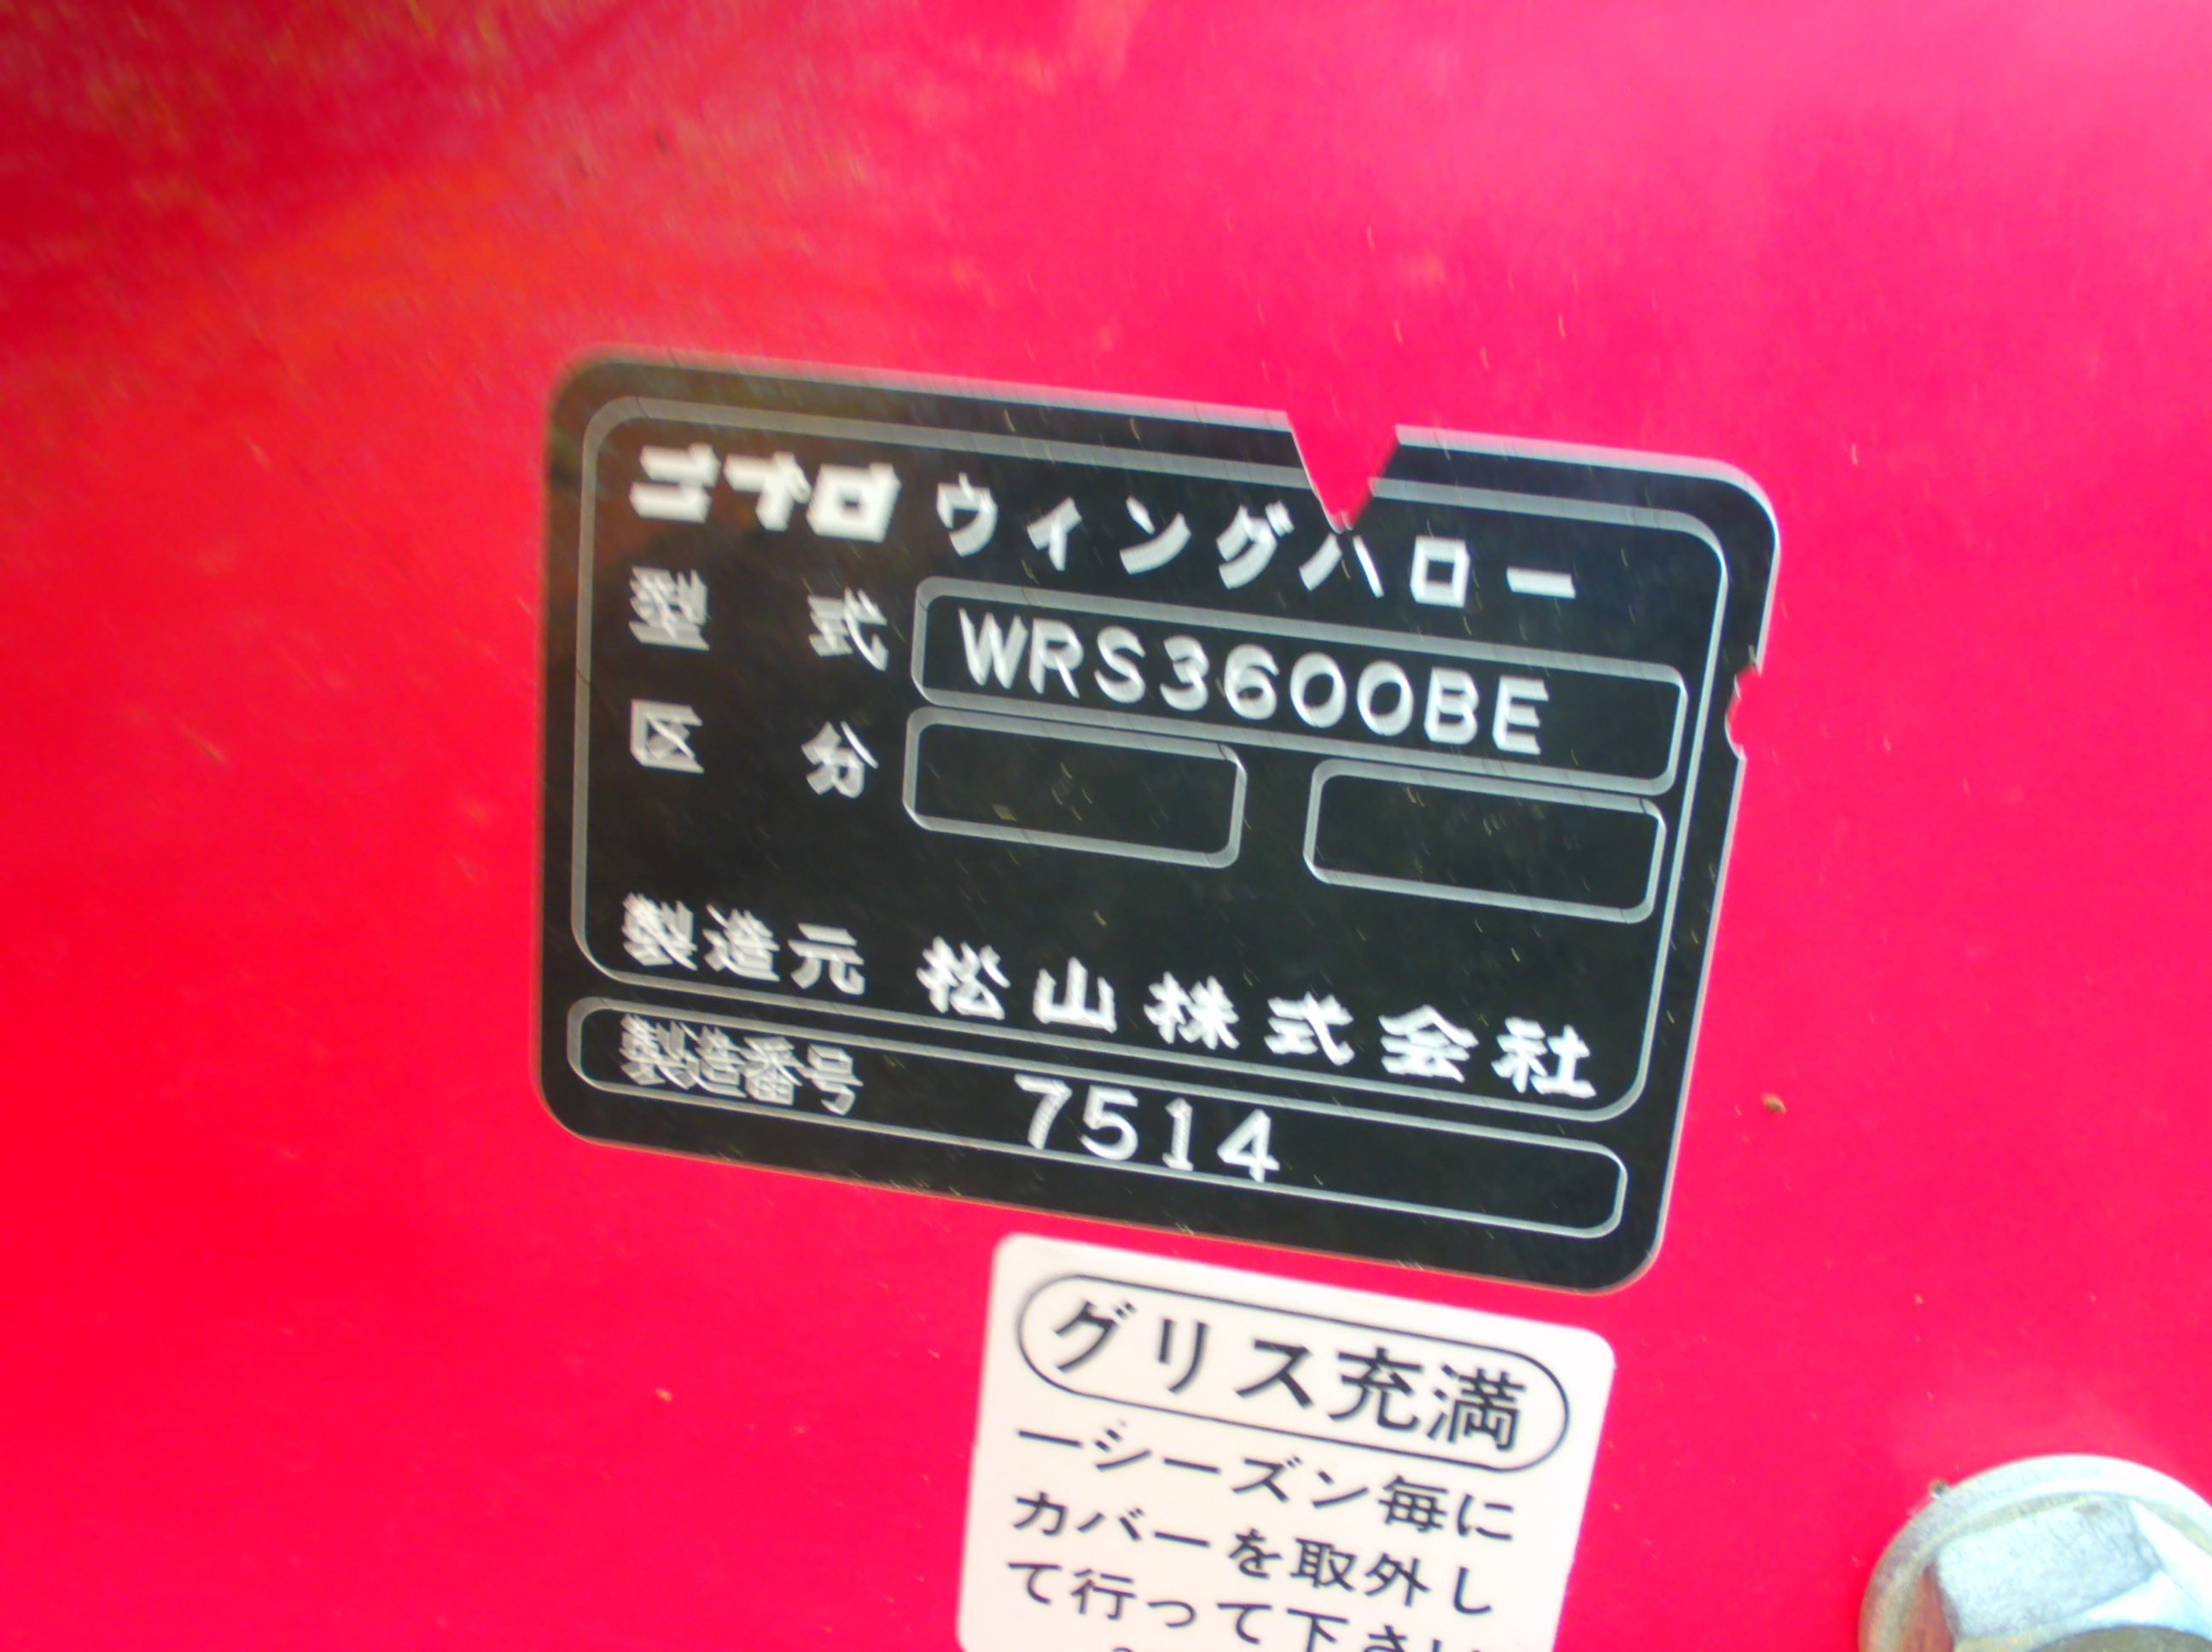 ニプロ ウィングハロー
型式 WRS3600BE
区分
製造元 松山株式会社
製造番号 7514
グリス充満
一シーズン毎に
カバーを取外し
て行って下さい